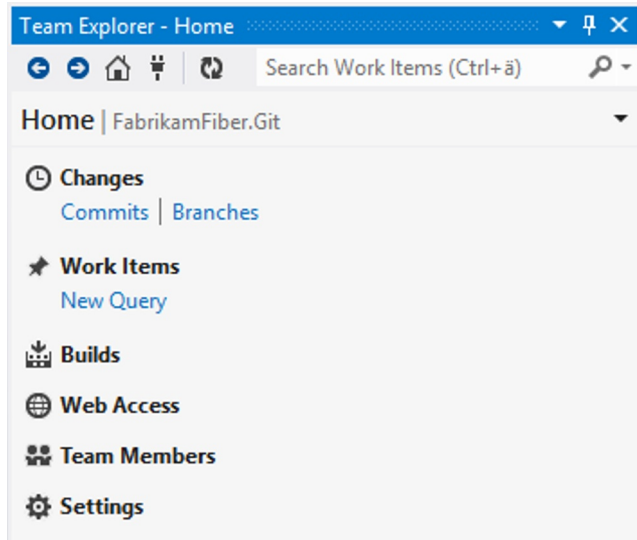 Team Explorer - Home
Search Work Items (Ctrl+ä)
Home | FabrikamFiber.Git
Changes
Commits | Branches
Work Items
New Query
Builds
Web Access
Team Members
Settings